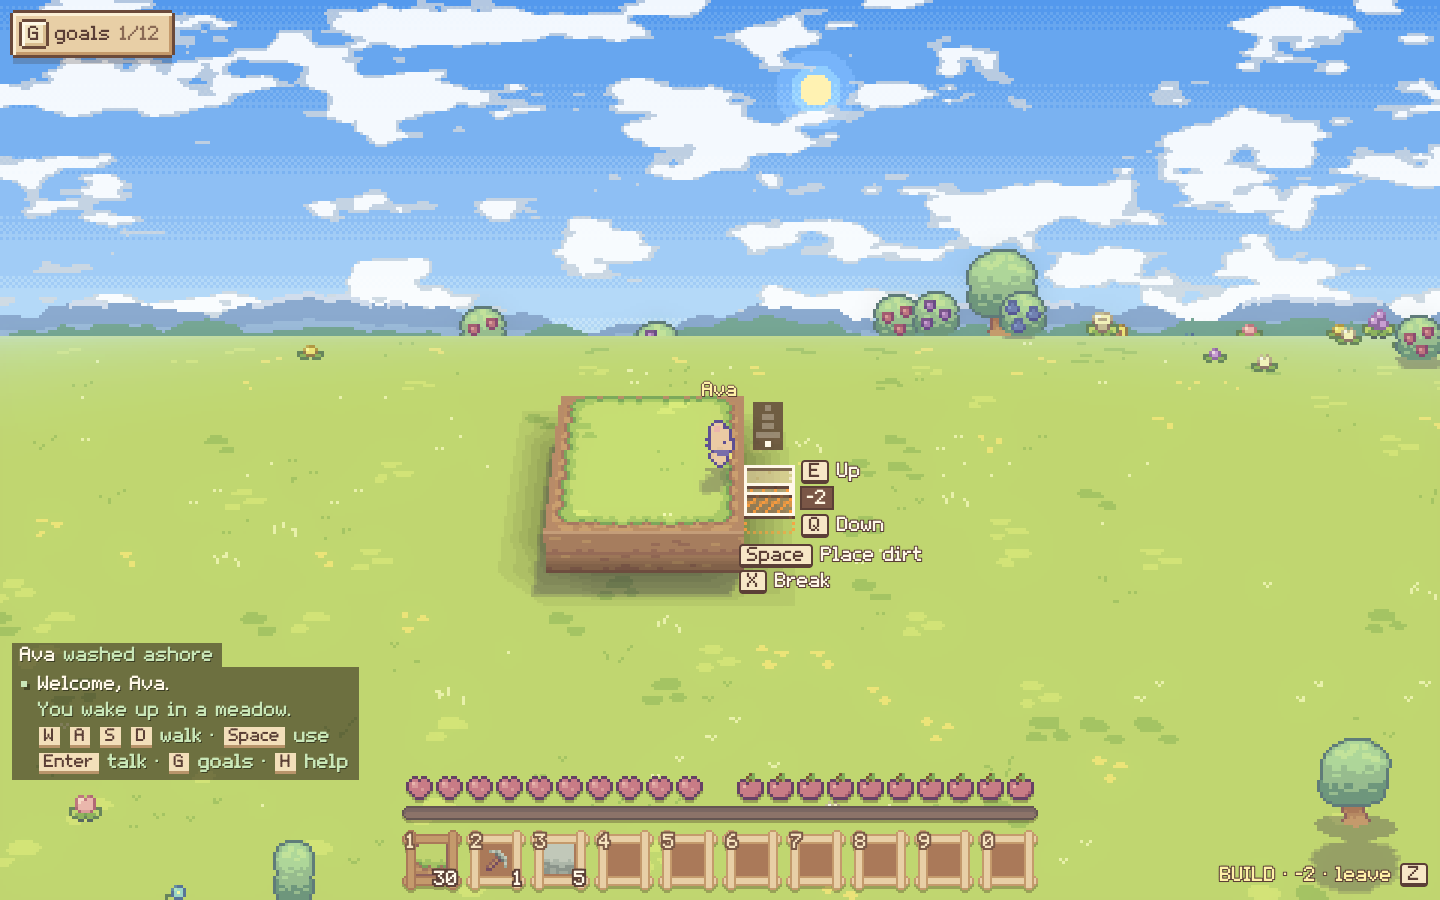 G goals 1/12
Ava
E Up
-2
Q Down
Space Place dirt
X Break
Ava washed ashore
Welcome, Ava.
You wake up in a meadow.
W A S D walk · Space use
Enter talk · G goals · H help
1 2 3 4 5 6 7 8 9 0
30 1 5
BUILD · -2 · leave Z